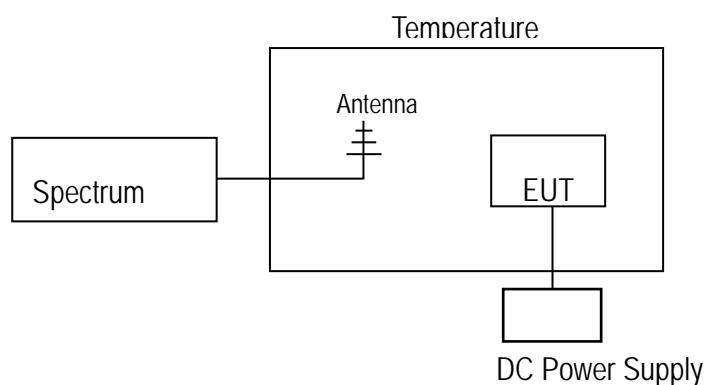 Temperature
Antenna
Spectrum
EUT
DC Power Supply